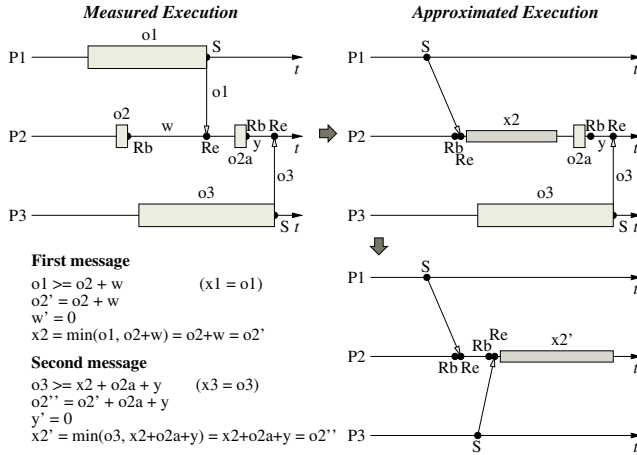 Measured Execution
Approximated Execution
o1
S
P1
t
o1
o2
w
Rb Re
P2
Rb
Re
o2a
y
t
o3
o3
P3
S
t
S
P1
t
x2
Rb Re
P2
Rb
Re
o2a
y
t
o3
o3
P3
S
t
First message
o1 >= o2 + w (x1 = o1)
o2' = o2 + w
w' = 0
x2 = min(o1, o2+w) = o2+w = o2'
Second message
o3 >= x2 + o2a + y (x3 = o3)
o2'' = o2' + o2a + y
y' = 0
x2' = min(o3, x2+o2a+y) = x2+o2a+y = o2''
S
P1
t
Re
Rb
x2'
P2
Rb Re
t
P3
S
t